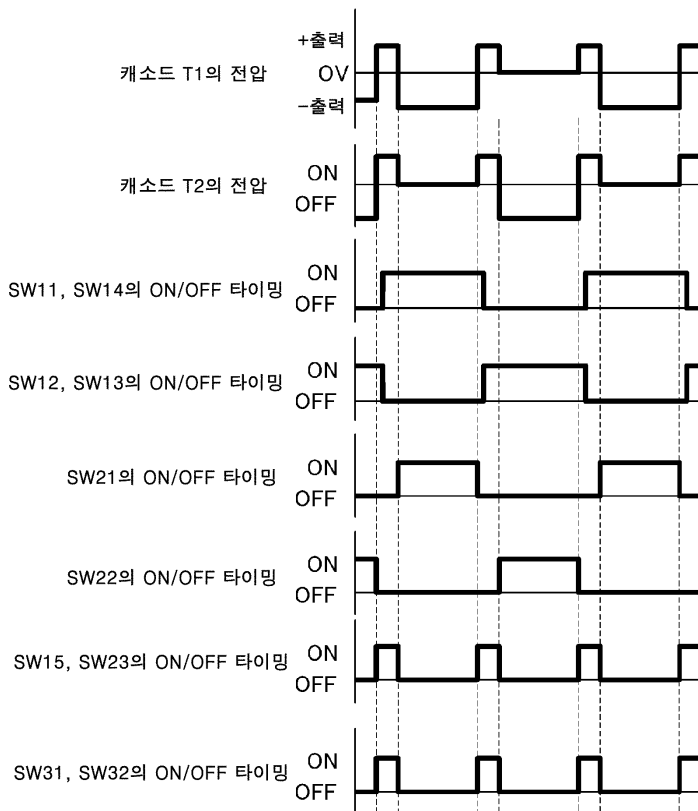 +출력
캐소드 T1의 전압 OV
-출력
ON
캐소드 T2의 전압
OFF
ON
SW11, SW14의 ON/OFF 타이밍
OFF
ON
SW12, SW13의 ON/OFF 타이밍
OFF
ON
SW21의 ON/OFF 타이밍
OFF
ON
SW22의 ON/OFF 타이밍
OFF
ON
SW15, SW23의 ON/OFF 타이밍
OFF
ON
SW31, SW32의 ON/OFF 타이밍
OFF